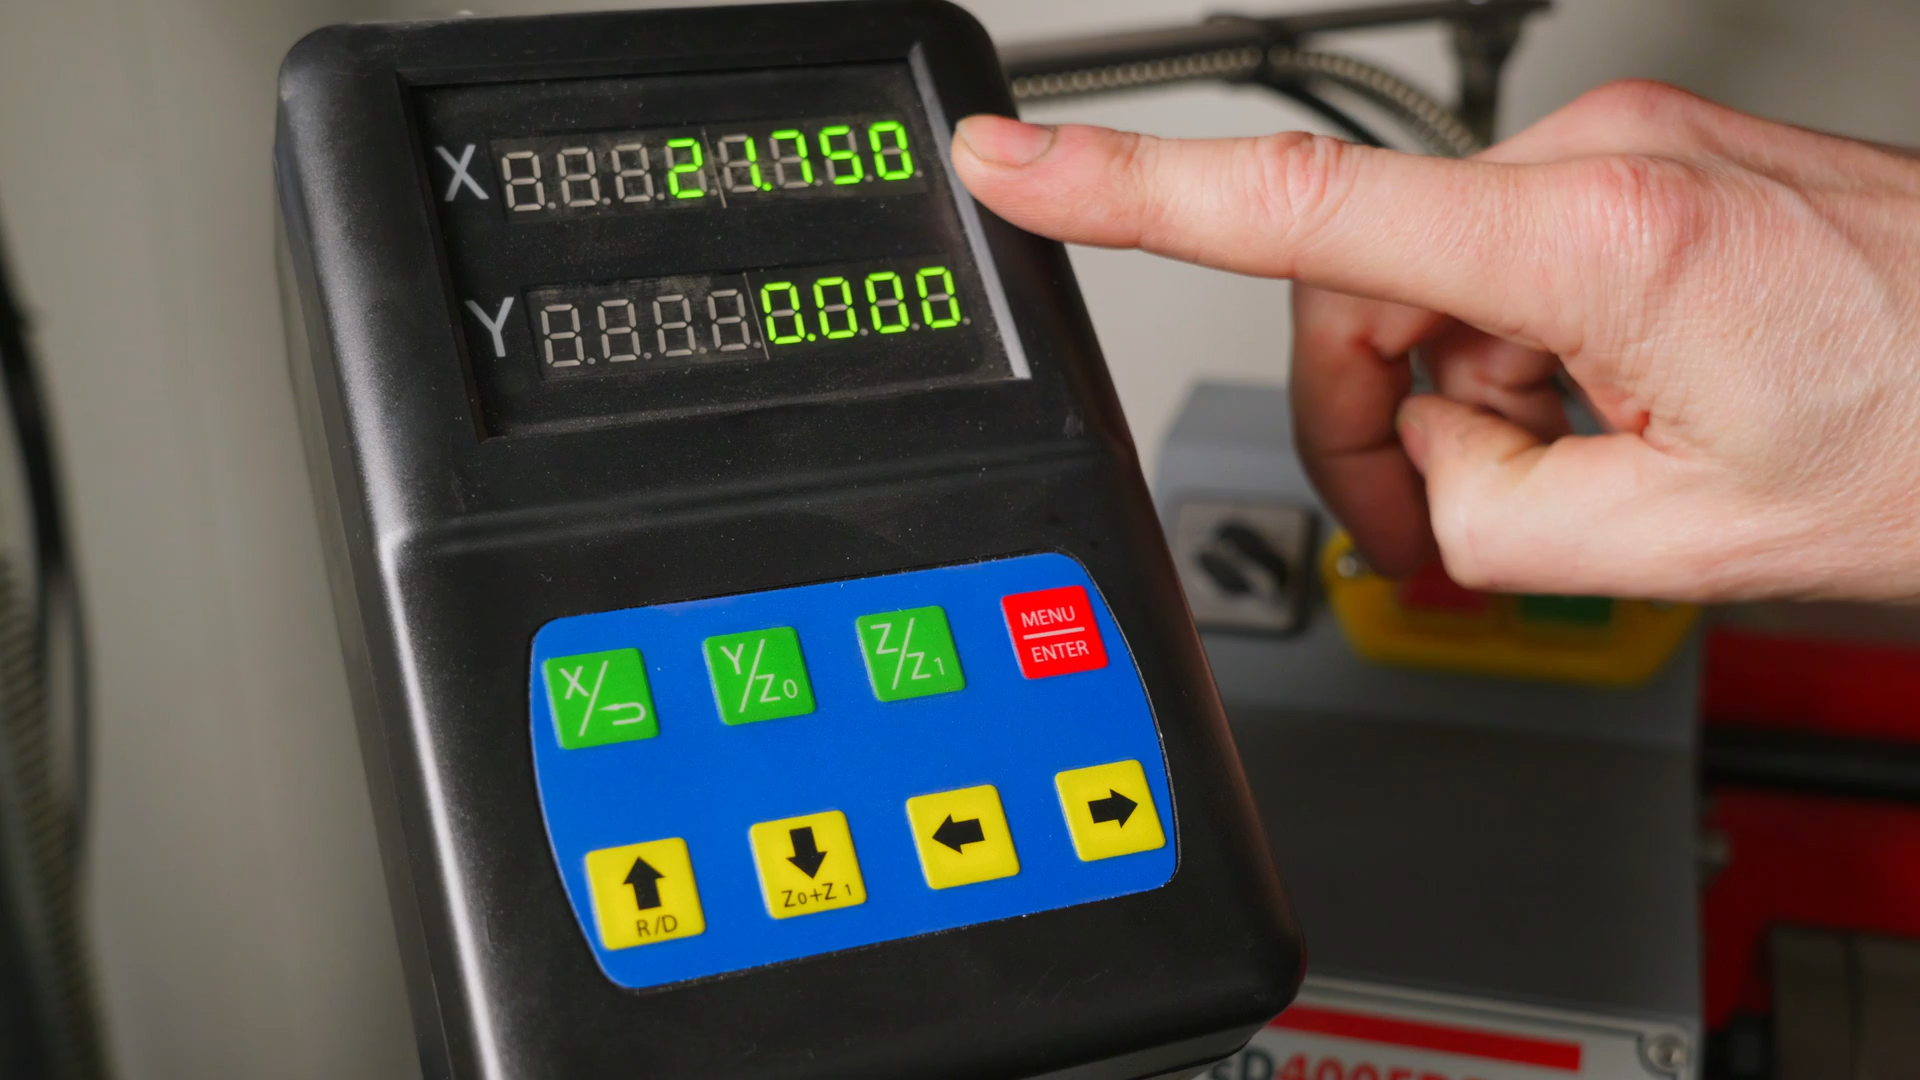 X 21.750
Y 0.000
X/
Y/Z0
Z/Z1
MENU
ENTER
R/D
Z0+Z1